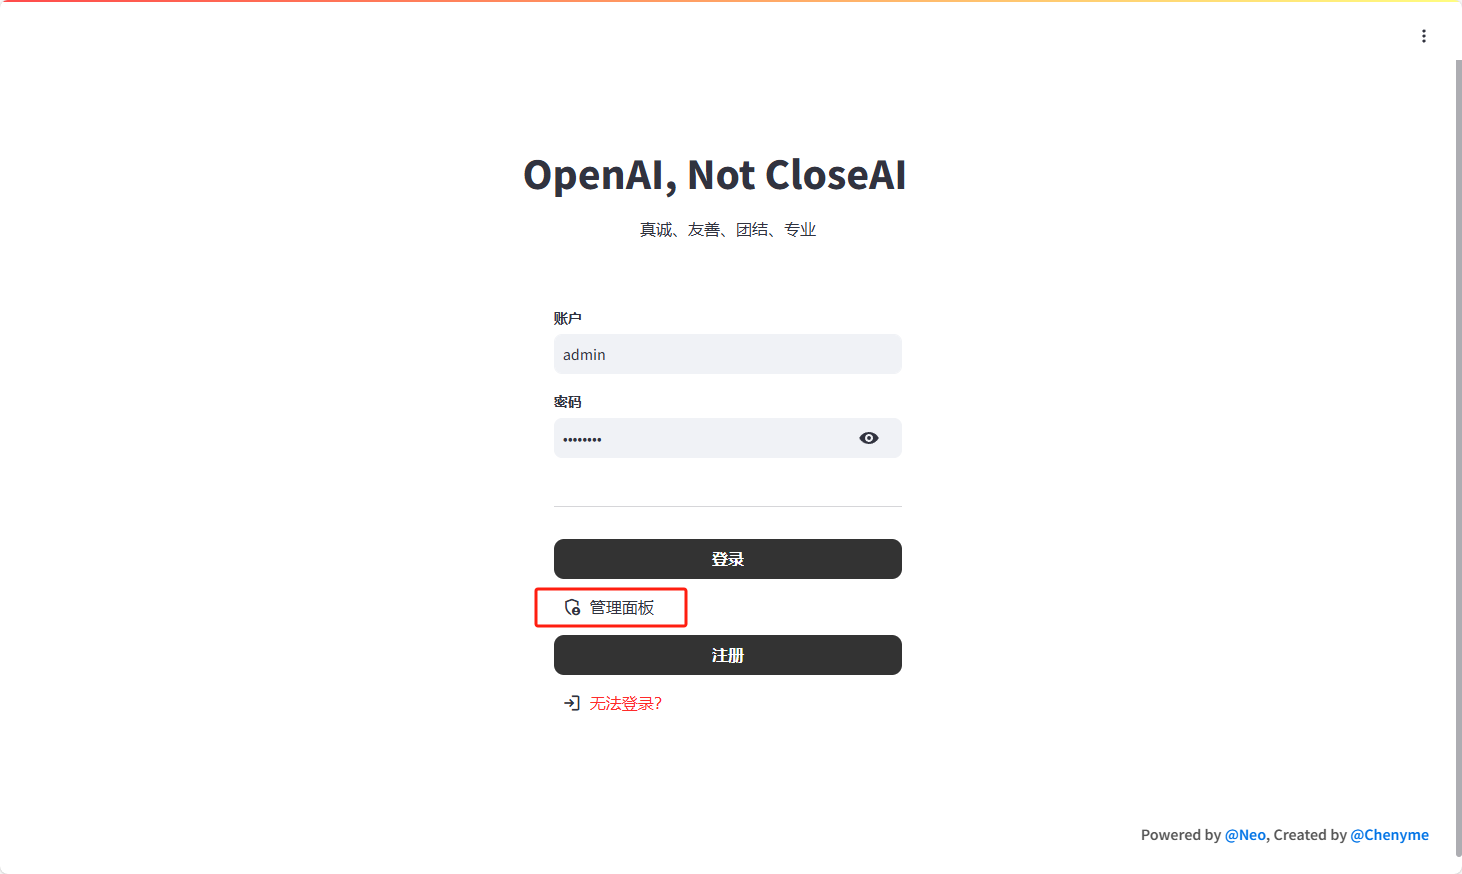 OpenAI, Not CloseAI
真诚、友善、团结、专业
账户
admin
密码
••••••••
登录
管理面板
注册
无法登录?
Powered by @Neo, Created by @Chenyme